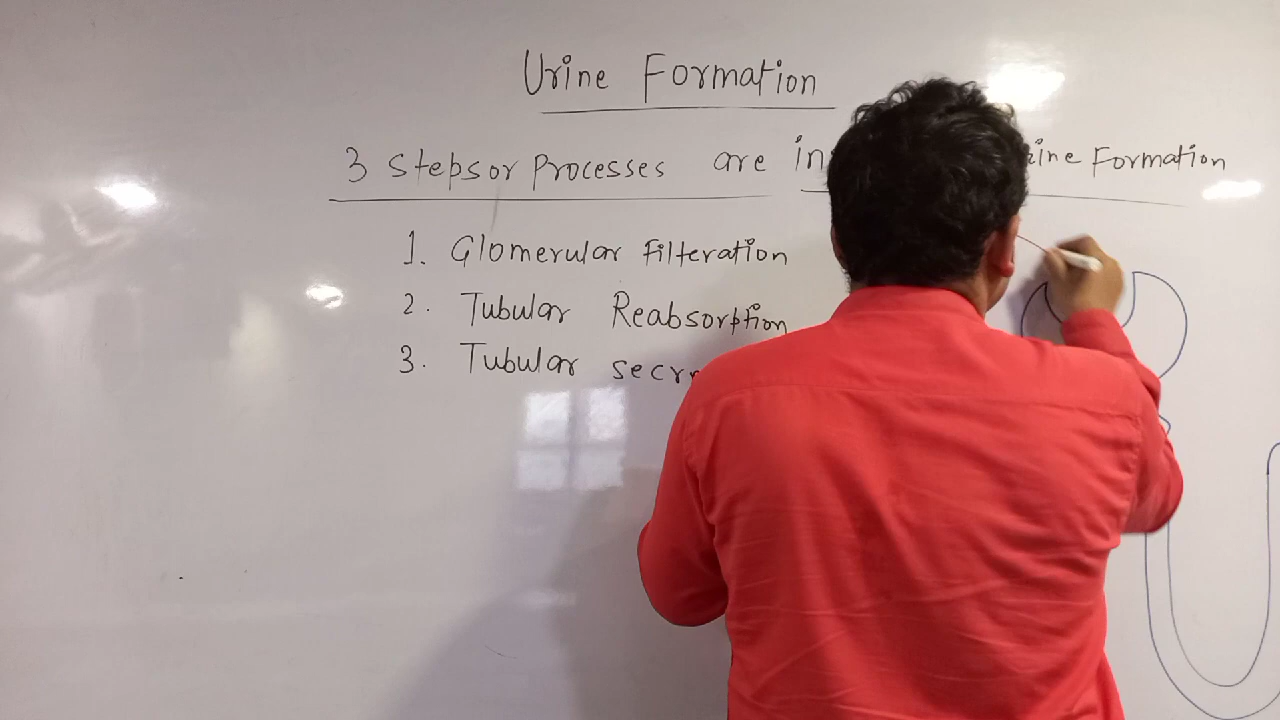 Urine Formation
3 Steps or Processes are in rine Formation
1. Glomerular Filteration
2. Tubular Reabsorption
3. Tubular secr